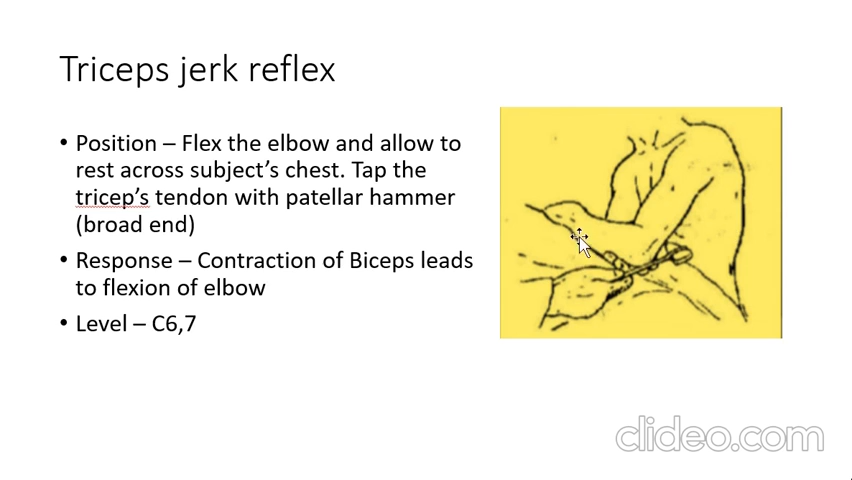 Triceps jerk reflex
• Position – Flex the elbow and allow to
rest across subject's chest. Tap the
tricep's tendon with patellar hammer
(broad end)
• Response – Contraction of Biceps leads
to flexion of elbow
• Level – C6,7
clideo.com